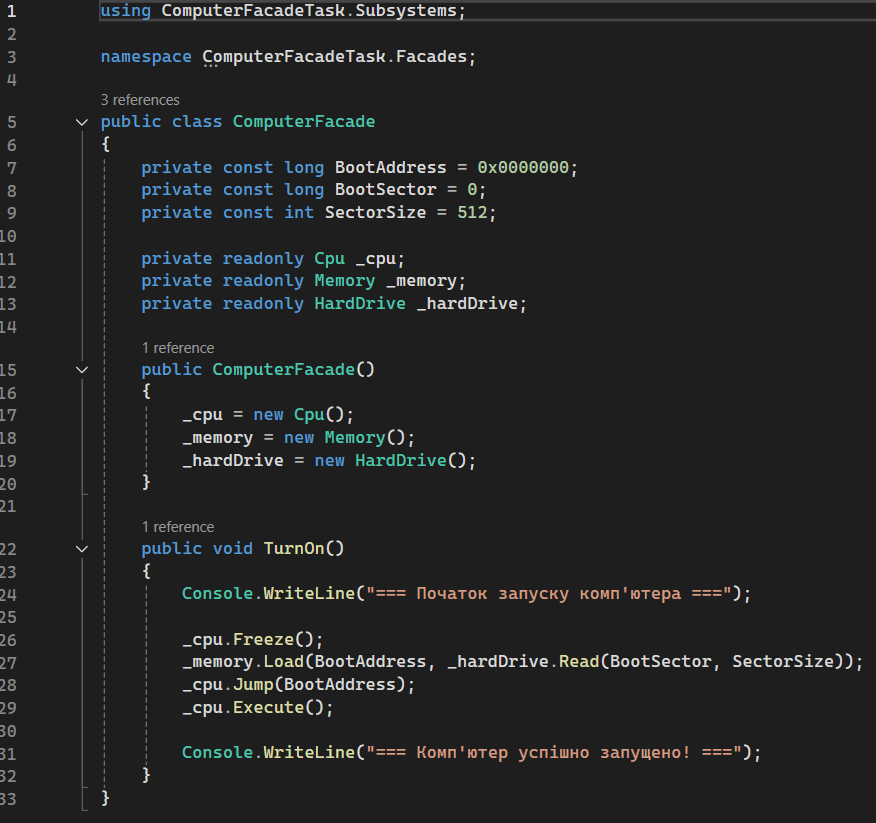 1 using ComputerFacadeTask.Subsystems;
2
3 namespace ComputerFacadeTask.Facades;
4
3 references
5 public class ComputerFacade
6 {
7 private const long BootAddress = 0x0000000;
8 private const long BootSector = 0;
9 private const int SectorSize = 512;
10
11 private readonly Cpu _cpu;
12 private readonly Memory _memory;
13 private readonly HardDrive _hardDrive;
14
1 reference
15 public ComputerFacade()
16 {
17 _cpu = new Cpu();
18 _memory = new Memory();
19 _hardDrive = new HardDrive();
20 }
21
1 reference
22 public void TurnOn()
23 {
24 Console.WriteLine("=== Початок запуску комп'ютера ===");
25
26 _cpu.Freeze();
27 _memory.Load(BootAddress, _hardDrive.Read(BootSector, SectorSize));
28 _cpu.Jump(BootAddress);
29 _cpu.Execute();
30
31 Console.WriteLine("=== Комп'ютер успішно запущено! ===");
32 }
33 }